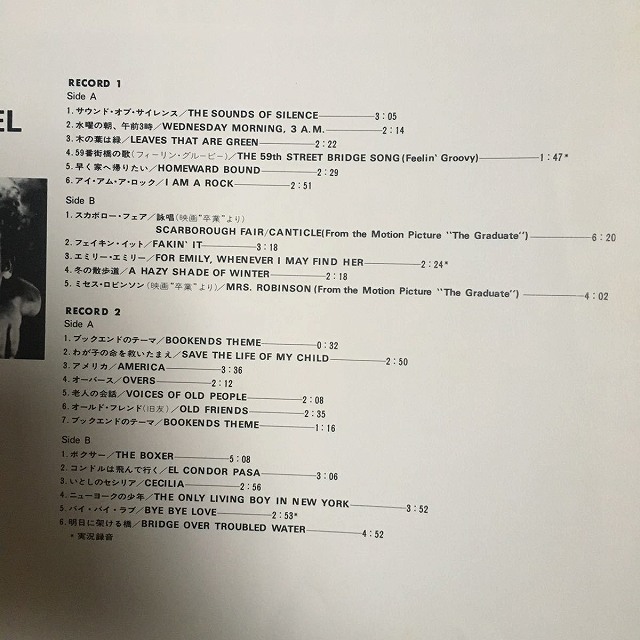 EL
RECORD 1
Side A
1. サウンド・オブ・サイレンス／THE SOUNDS OF SILENCE 3：05
2. 水曜の朝、午前3時／WEDNESDAY MORNING, 3 A.M. 2：14
3. 木の葉は緑／LEAVES THAT ARE GREEN 2：22
4. 59番街橋の歌（フィーリン・グルービー）／THE 59th STREET BRIDGE SONG (Feelin' Groovy) 1：47*
5. 早く家へ帰りたい／HOMEWARD BOUND 2：29
6. アイ・アム・ア・ロック／I AM A ROCK 2：51
Side B
1. スカボロー・フェア／詠唱（映画"卒業"より）
SCARBOROUGH FAIR/CANTICLE (From the Motion Picture "The Graduate") 6：20
2. フェイキン・イット／FAKIN' IT 3：18
3. エミリー・エミリー／FOR EMILY, WHENEVER I MAY FIND HER 2：24*
4. 冬の散歩道／A HAZY SHADE OF WINTER 2：18
5. ミセス・ロビンソン（映画"卒業"より）／MRS. ROBINSON (From the Motion Picture "The Graduate") 4：02
RECORD 2
Side A
1. ブックエンドのテーマ／BOOKENDS THEME 0：32
2. わが子の命を救いたまえ／SAVE THE LIFE OF MY CHILD 2：50
3. アメリカ／AMERICA 3：36
4. オーバース／OVERS 2：12
5. 老人の会話／VOICES OF OLD PEOPLE 2：08
6. オールド・フレンド（旧友）／OLD FRIENDS 2：35
7. ブックエンドのテーマ／BOOKENDS THEME 1：16
Side B
1. ボクサー／THE BOXER 5：08
2. コンドルは飛んで行く／EL CONDOR PASA 3：06
3. いとしのセシリア／CECILIA 2：56
4. ニューヨークの少年／THE ONLY LIVING BOY IN NEW YORK 3：52
5. バイ・バイ・ラブ／BYE BYE LOVE 2：53*
6. 明日に架ける橋／BRIDGE OVER TROUBLED WATER 4：52
* 実況録音